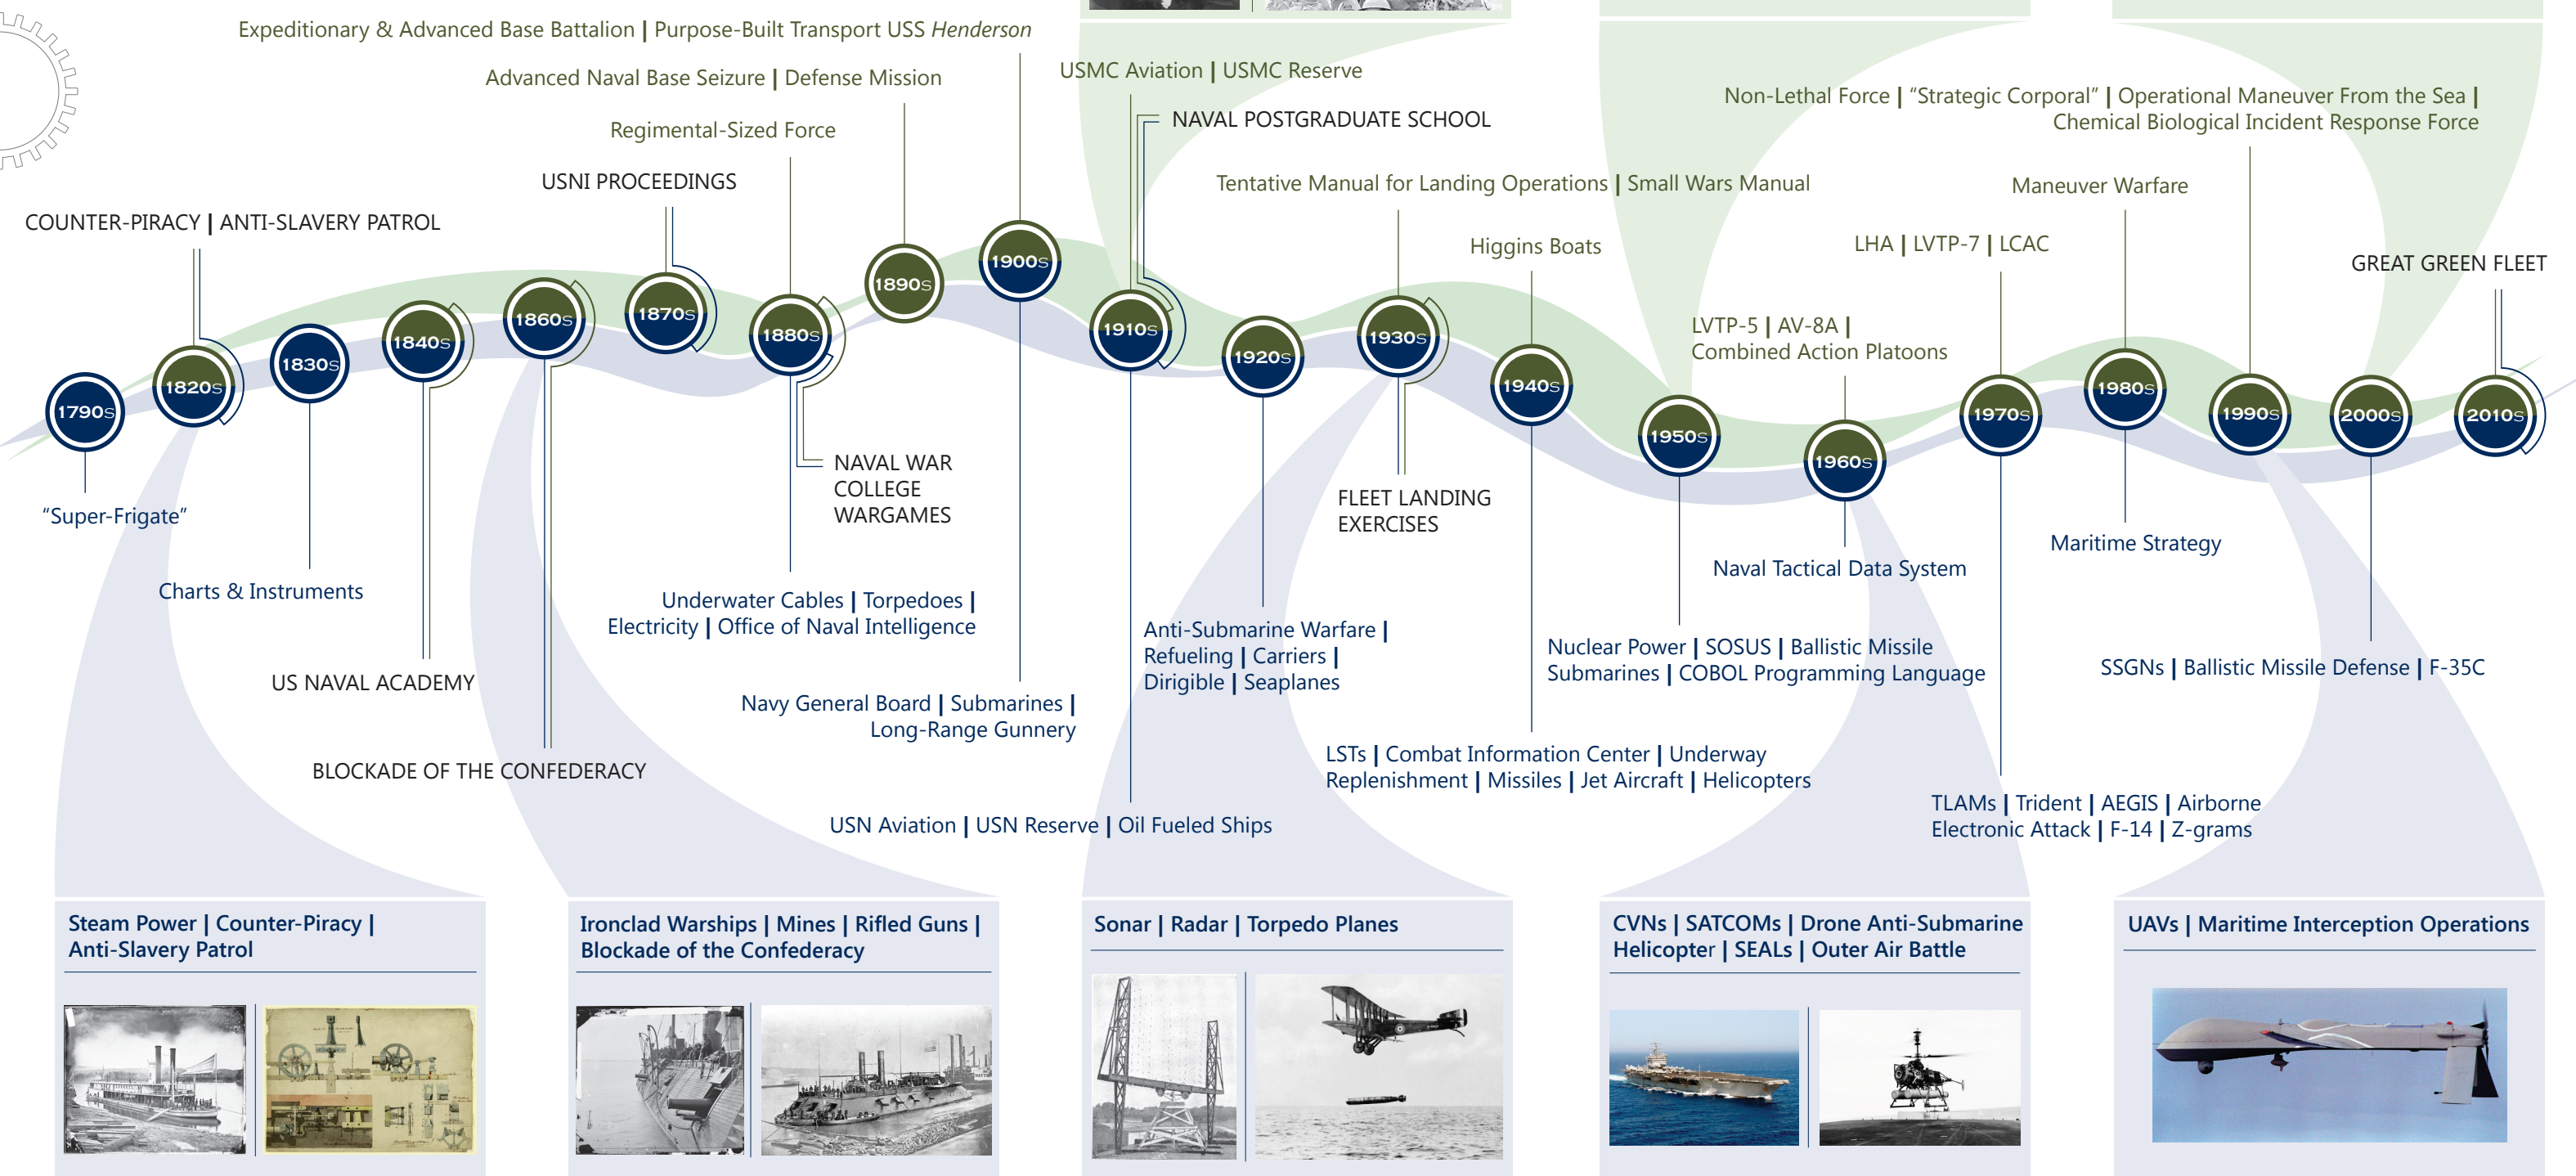 Expeditionary & Advanced Base Battalion | Purpose-Built Transport USS Henderson
Advanced Naval Base Seizure | Defense Mission
USMC Aviation | USMC Reserve
Non-Lethal Force | “Strategic Corporal” | Operational Maneuver From the Sea |
Chemical Biological Incident Response Force
NAVAL POSTGRADUATE SCHOOL
Regimental-Sized Force
USNI PROCEEDINGS
Tentative Manual for Landing Operations | Small Wars Manual
Maneuver Warfare
COUNTER-PIRACY | ANTI-SLAVERY PATROL
Higgins Boats
LHA | LVTP-7 | LCAC
GREAT GREEN FLEET
LVTP-5 | AV-8A |
Combined Action Platoons
1790s
1820s
1830s
1840s
1860s
1870s
1880s
1890s
1900s
1910s
1920s
1930s
1940s
1950s
1960s
1970s
1980s
1990s
2000s
2010s
“Super-Frigate”
Charts & Instruments
US NAVAL ACADEMY
BLOCKADE OF THE CONFEDERACY
NAVAL WAR
COLLEGE
WARGAMES
Underwater Cables | Torpedoes |
Electricity | Office of Naval Intelligence
Navy General Board | Submarines |
Long-Range Gunnery
USN Aviation | USN Reserve | Oil Fueled Ships
Anti-Submarine Warfare |
Refueling | Carriers |
Dirigible | Seaplanes
FLEET LANDING
EXERCISES
LSTs | Combat Information Center | Underway
Replenishment | Missiles | Jet Aircraft | Helicopters
Nuclear Power | SOSUS | Ballistic Missile
Submarines | COBOL Programming Language
Naval Tactical Data System
TLAMs | Trident | AEGIS | Airborne
Electronic Attack | F-14 | Z-grams
Maritime Strategy
SSGNs | Ballistic Missile Defense | F-35C
Steam Power | Counter-Piracy |
Anti-Slavery Patrol
Ironclad Warships | Mines | Rifled Guns |
Blockade of the Confederacy
Sonar | Radar | Torpedo Planes
CVNs | SATCOMs | Drone Anti-Submarine
Helicopter | SEALs | Outer Air Battle
UAVs | Maritime Interception Operations